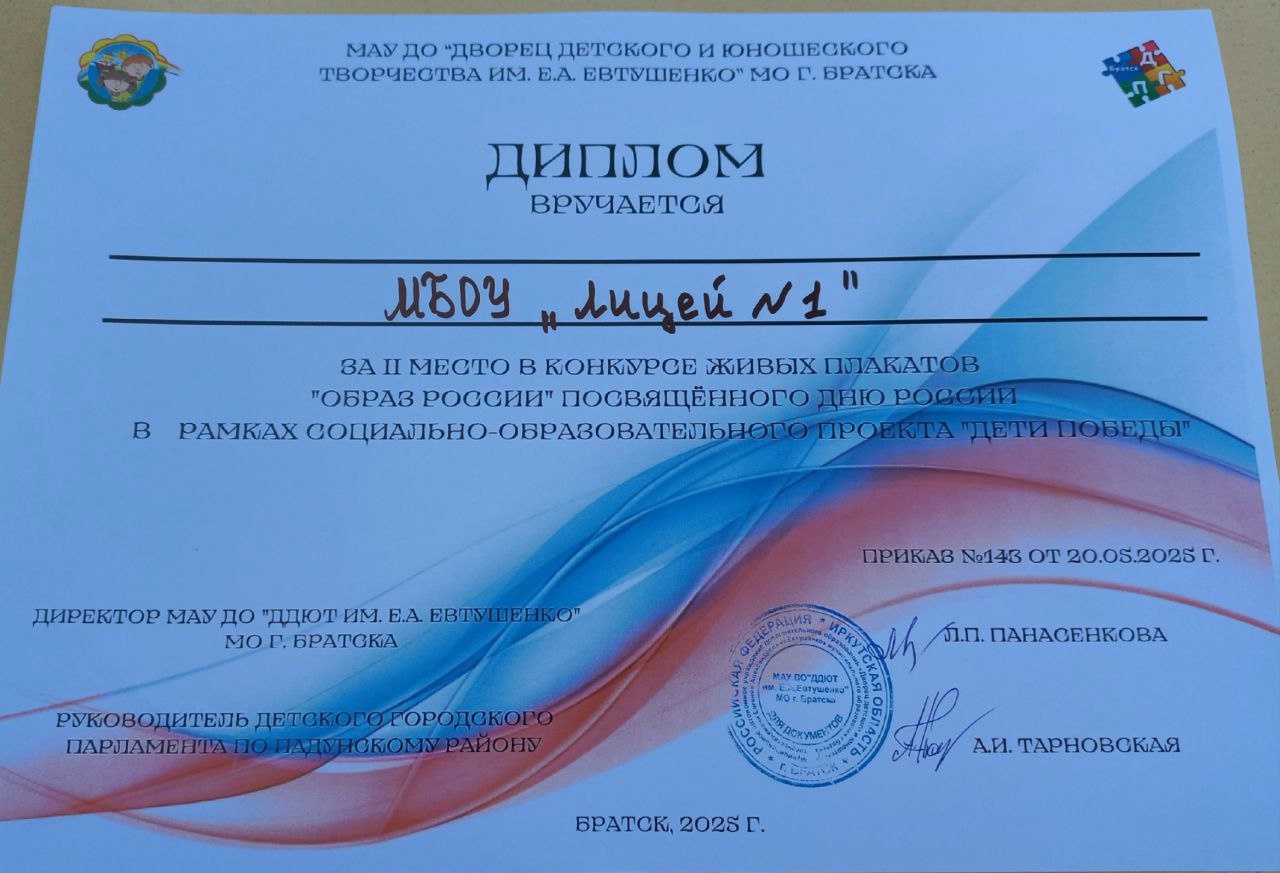 МАУ ДО "ДВОРЕЦ ДЕТСКОГО И ЮНОШЕСКОГО
ТВОРЧЕСТВА ИМ. Е.А. ЕВТУШЕНКО" МО Г. БРАТСКА
Братск
Д
Г
П
ДИПЛОМ
ВРУЧАЕТСЯ
МБОУ „Лицей №1"
ЗА II МЕСТО В КОНКУРСЕ ЖИВЫХ ПЛАКАТОВ
"ОБРАЗ РОССИИ" ПОСВЯЩЁННОГО ДНЮ РОССИИ
В РАМКАХ СОЦИАЛЬНО-ОБРАЗОВАТЕЛЬНОГО ПРОЕКТА "ДЕТИ ПОБЕДЫ"
ПРИКАЗ №143 ОТ 20.05.2025 Г.
ДИРЕКТОР МАУ ДО "ДДЮТ ИМ. Е.А. ЕВТУШЕНКО"
МО Г. БРАТСКА
Л.П. ПАНАСЕНКОВА
РОССИЙСКАЯ ФЕДЕРАЦИЯ * ИРКУТСКАЯ ОБЛАСТЬ * Г. БРАТСК *
МАУ ДО"ДДЮТ
им. Е.А.Евтушенко"
МО г. Братска
ДЛЯ ДОКУМЕНТОВ
РУКОВОДИТЕЛЬ ДЕТСКОГО ГОРОДСКОГО
ПАРЛАМЕНТА ПО ПАДУНСКОМУ РАЙОНУ
А.И. ТАРНОВСКАЯ
БРАТСК, 2025 Г.